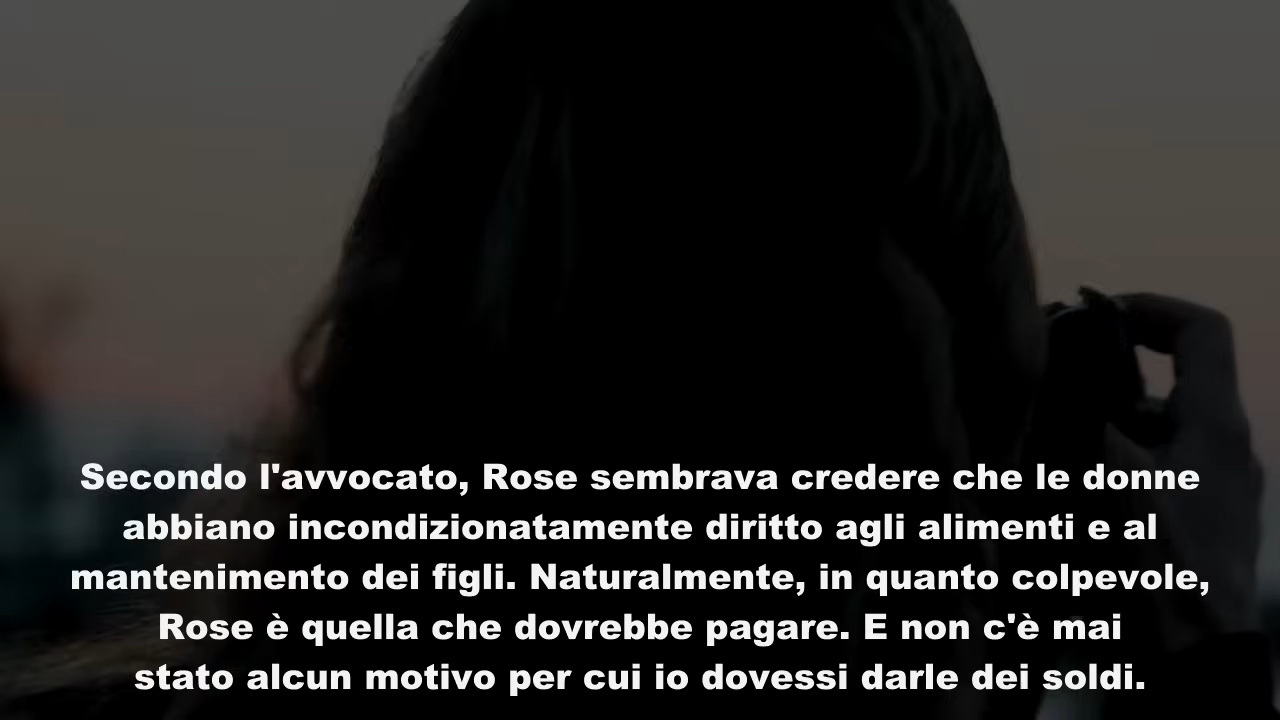 Secondo l'avvocato, Rose sembrava credere che le donne
abbiano incondizionatamente diritto agli alimenti e al
mantenimento dei figli. Naturalmente, in quanto colpevole,
Rose è quella che dovrebbe pagare. E non c'è mai
stato alcun motivo per cui io dovessi darle dei soldi.